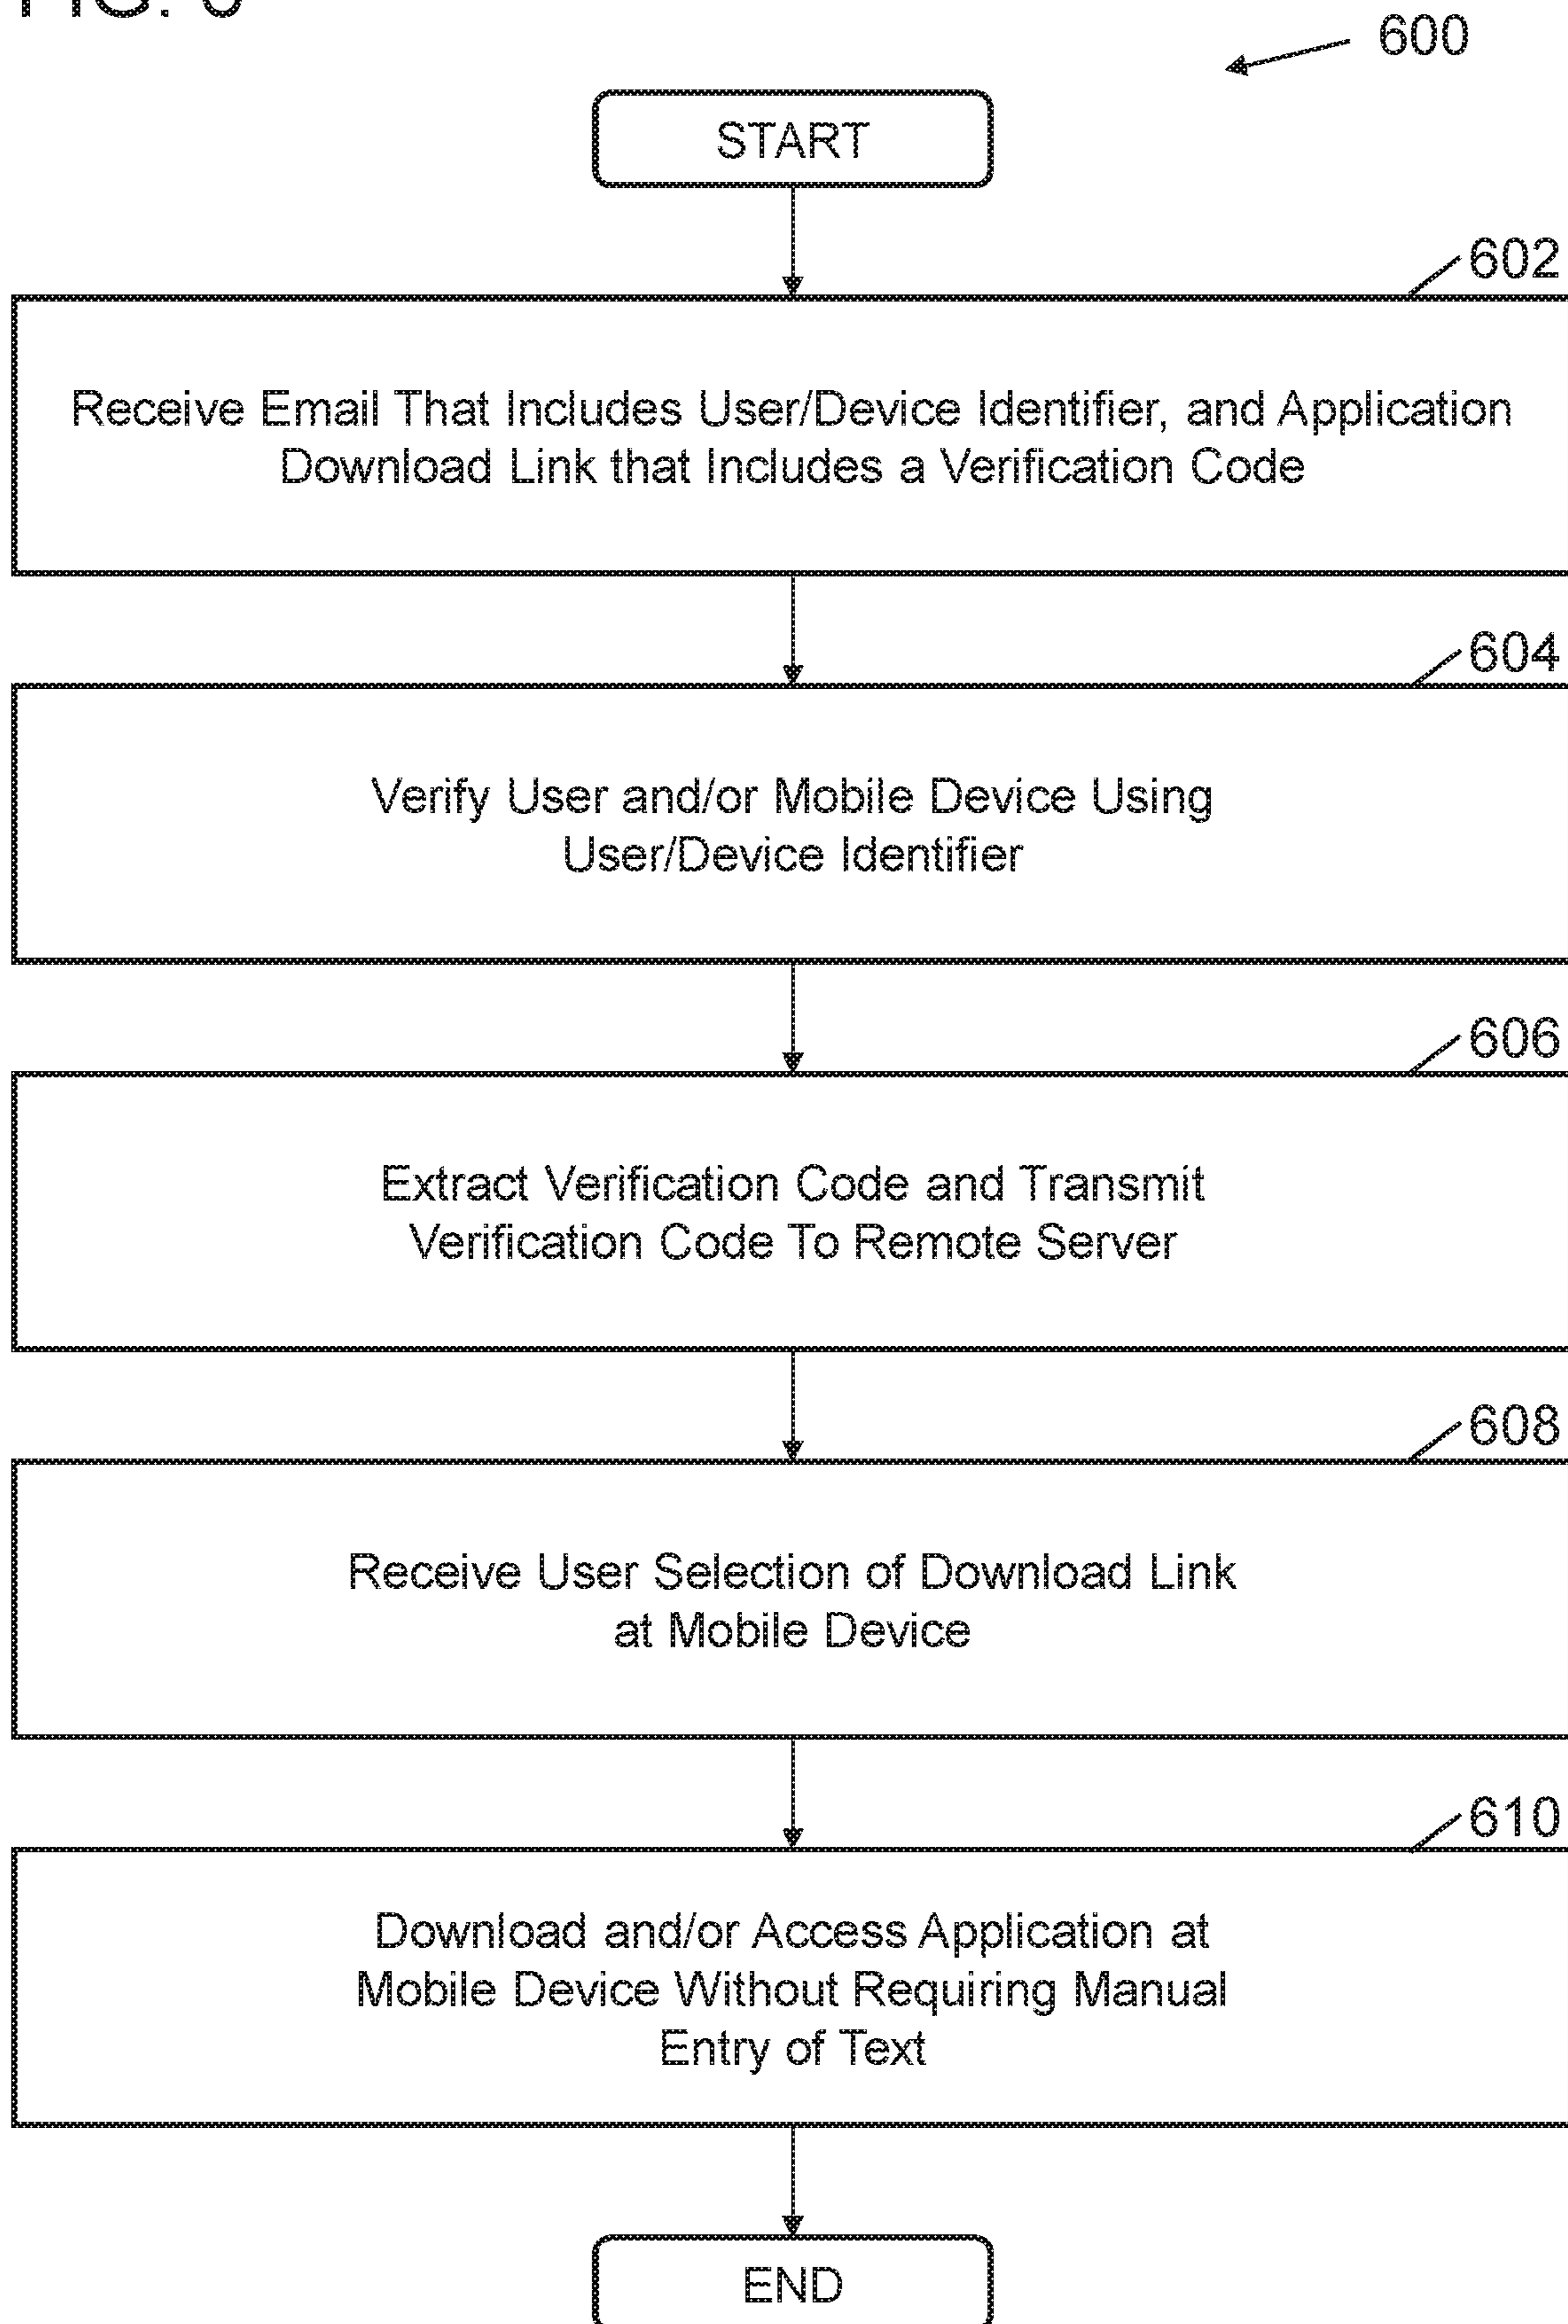 FIG. 6
600
START
602
Receive Email That Includes User/Device Identifier, and Application
Download Link that Includes a Verification Code
604
Verify User and/or Mobile Device Using
User/Device Identifier
606
Extract Verification Code and Transmit
Verification Code To Remote Server
608
Receive User Selection of Download Link
at Mobile Device
610
Download and/or Access Application at
Mobile Device Without Requiring Manual
Entry of Text
END